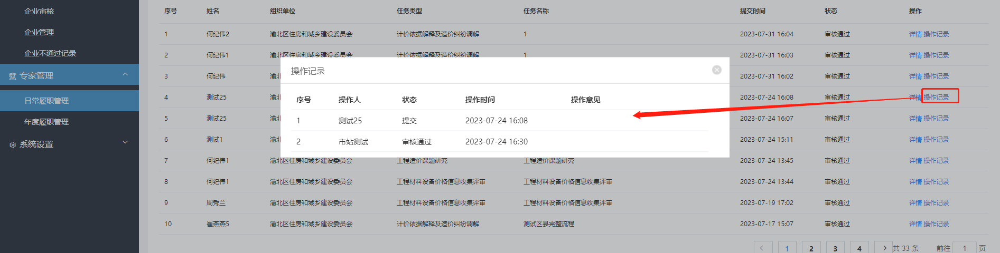 企业审核
企业管理
企业不通过记录
专家管理
日常履职管理
年度履职管理
系统设置
序号 姓名 组织单位 任务类型 任务名称 提交时间 状态 操作
1 何纪伟2 渝北区住房和城乡建设委员会 计价依据解释及造价纠纷调解 1 2023-07-31 16:04 审核通过 详情 操作记录
2 何纪伟1 渝北区住房和城乡建设委员会 计价依据解释及造价纠纷调解 1 2023-07-31 16:03 审核通过 详情 操作记录
3 何纪伟 2023-07-31 16:02 审核通过 详情 操作记录
4 测试25 2023-07-24 16:08 审核通过 详情 操作记录
5 测试25 2023-07-24 16:07 审核通过 详情 操作记录
6 测试1 2023-07-24 15:11 审核通过 详情 操作记录
7 何纪伟1 渝北区住房和城乡建设委员会 工程造价课题研究 工程造价课题研究 2023-07-24 13:45 审核通过 详情 操作记录
8 何纪伟1 渝北区住房和城乡建设委员会 工程材料设备价格信息收集评审 工程材料设备价格信息收集评审 2023-07-24 13:44 审核通过 详情 操作记录
9 周秀兰 渝北区住房和城乡建设委员会 工程材料设备价格信息收集评审 工程材料设备价格信息收集评审 2023-07-19 17:02 审核通过 详情 操作记录
10 崔燕燕5 渝北区住房和城乡建设委员会 计价依据解释及造价纠纷调解 测试区县完整流程 2023-07-17 15:07 审核通过 详情 操作记录
1 2 3 4 共 33 条 前往 1 页
操作记录
序号 操作人 状态 操作时间 操作意见
1 测试25 提交 2023-07-24 16:08
2 市站测试 审核通过 2023-07-24 16:30